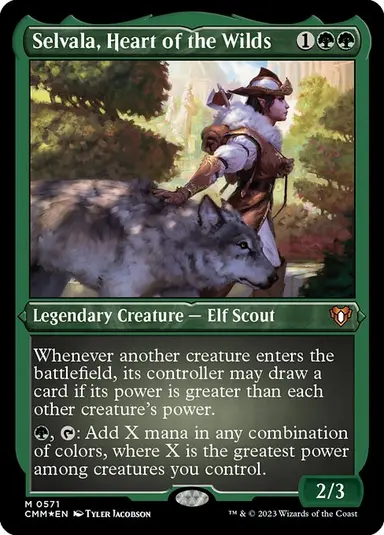 Selvala, Heart of the Wilds 1
Legendary Creature — Elf Scout
Whenever another creature enters the
battlefield, its controller may draw a
card if its power is greater than each
other creature's power.
, : Add X mana in any combination
of colors, where X is the greatest power
among creatures you control.
2/3
M 0571
CMM★EN Tyler Jacobson ™ & © 2023 Wizards of the Coast